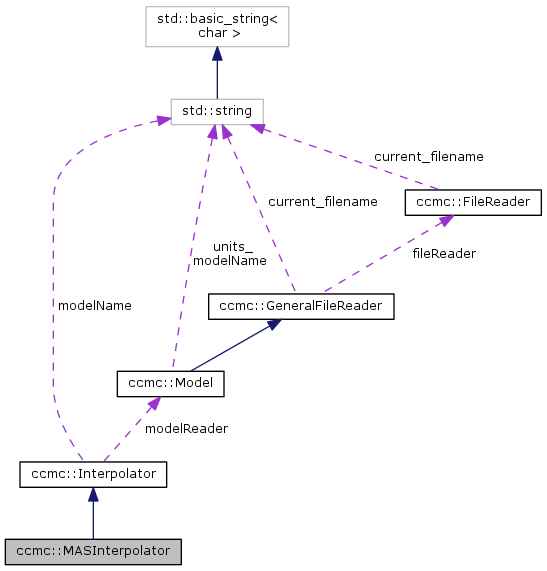 std::basic_string<
char >
std::string
current_filename
ccmc::FileReader
current_filename
units_
modelName
fileReader
modelName
ccmc::GeneralFileReader
ccmc::Model
modelReader
ccmc::Interpolator
ccmc::MASInterpolator